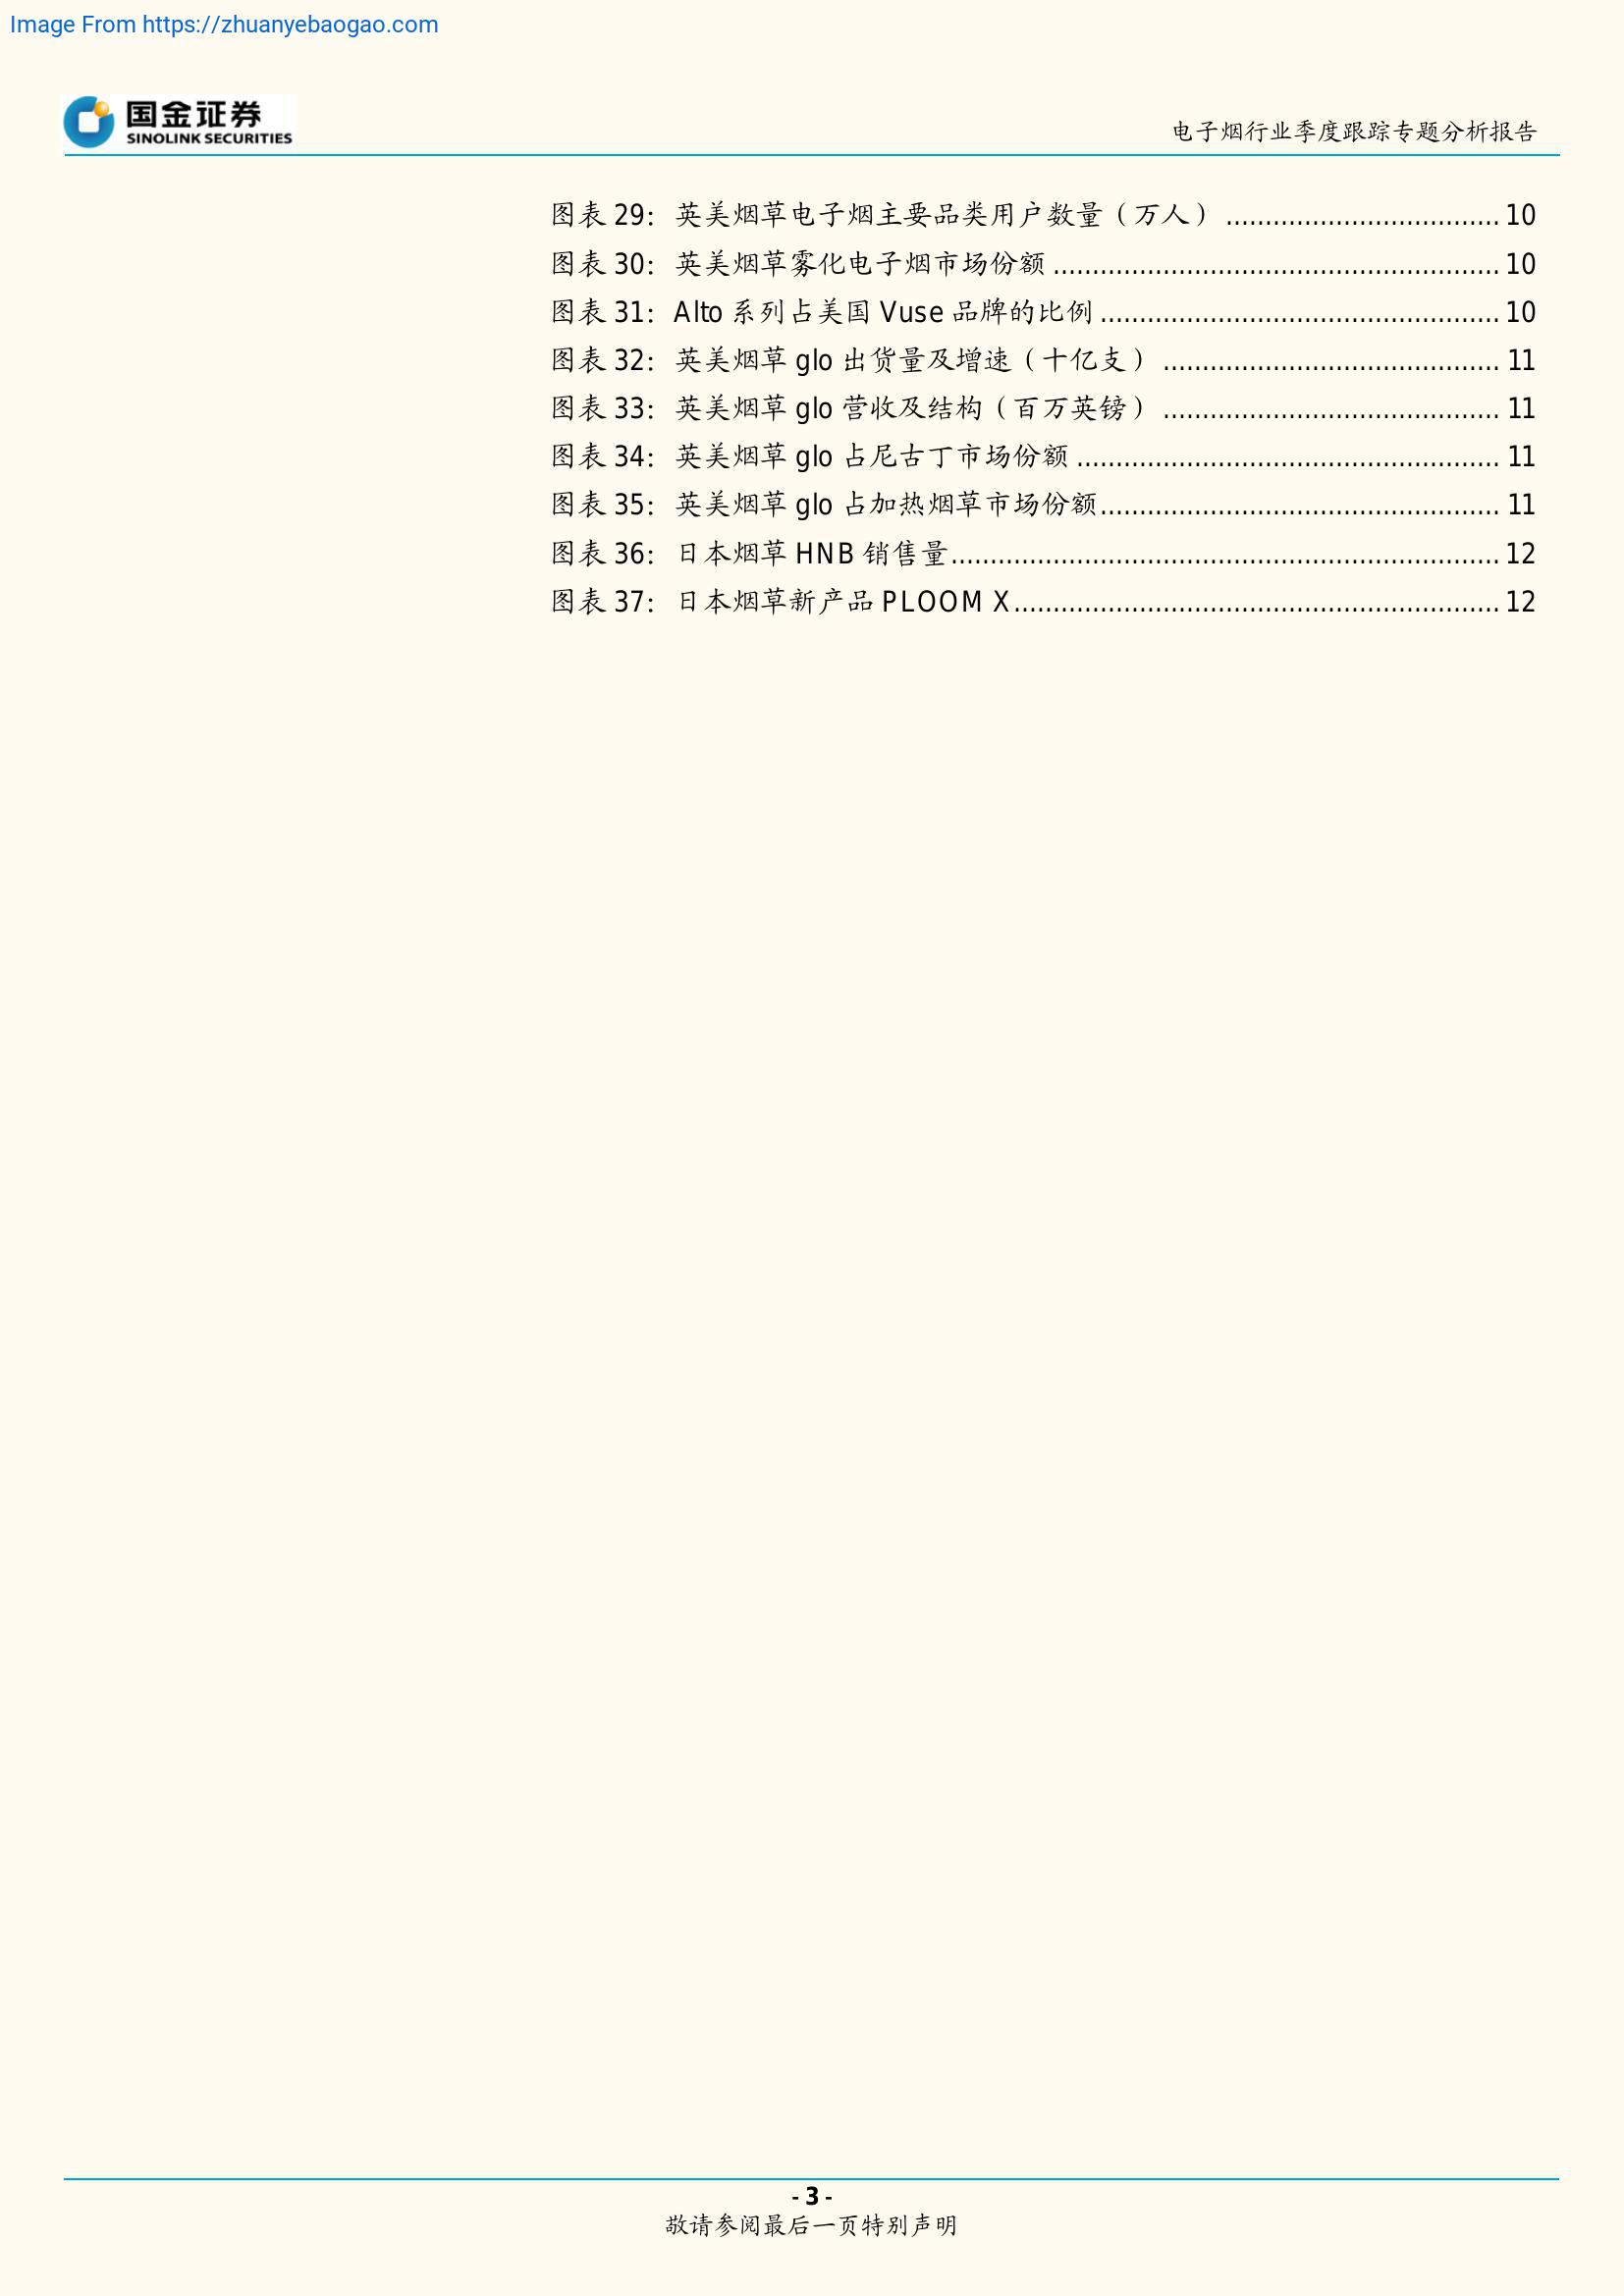 Image From https://zhuanyebaogao.com
国金证券
SINOLINK SECURITIES
电子烟行业季度跟踪专题分析报告
图表 29： 英美烟草电子烟主要品类用户数量（万人） ................................... 10
图表 30： 英美烟草雾化电子烟市场份额 ......................................................... 10
图表 31： Alto 系列占美国 Vuse 品牌的比例 ................................................... 10
图表 32： 英美烟草 glo 出货量及增速（十亿支） ........................................... 11
图表 33： 英美烟草 glo 营收及结构（百万英镑） ........................................... 11
图表 34： 英美烟草 glo 占尼古丁市场份额 ...................................................... 11
图表 35： 英美烟草 glo 占加热烟草市场份额................................................... 11
图表 36： 日本烟草 HNB 销售量...................................................................... 12
图表 37： 日本烟草新产品 PLOOM X.............................................................. 12
- 3 -
敬请参阅最后一页特别声明